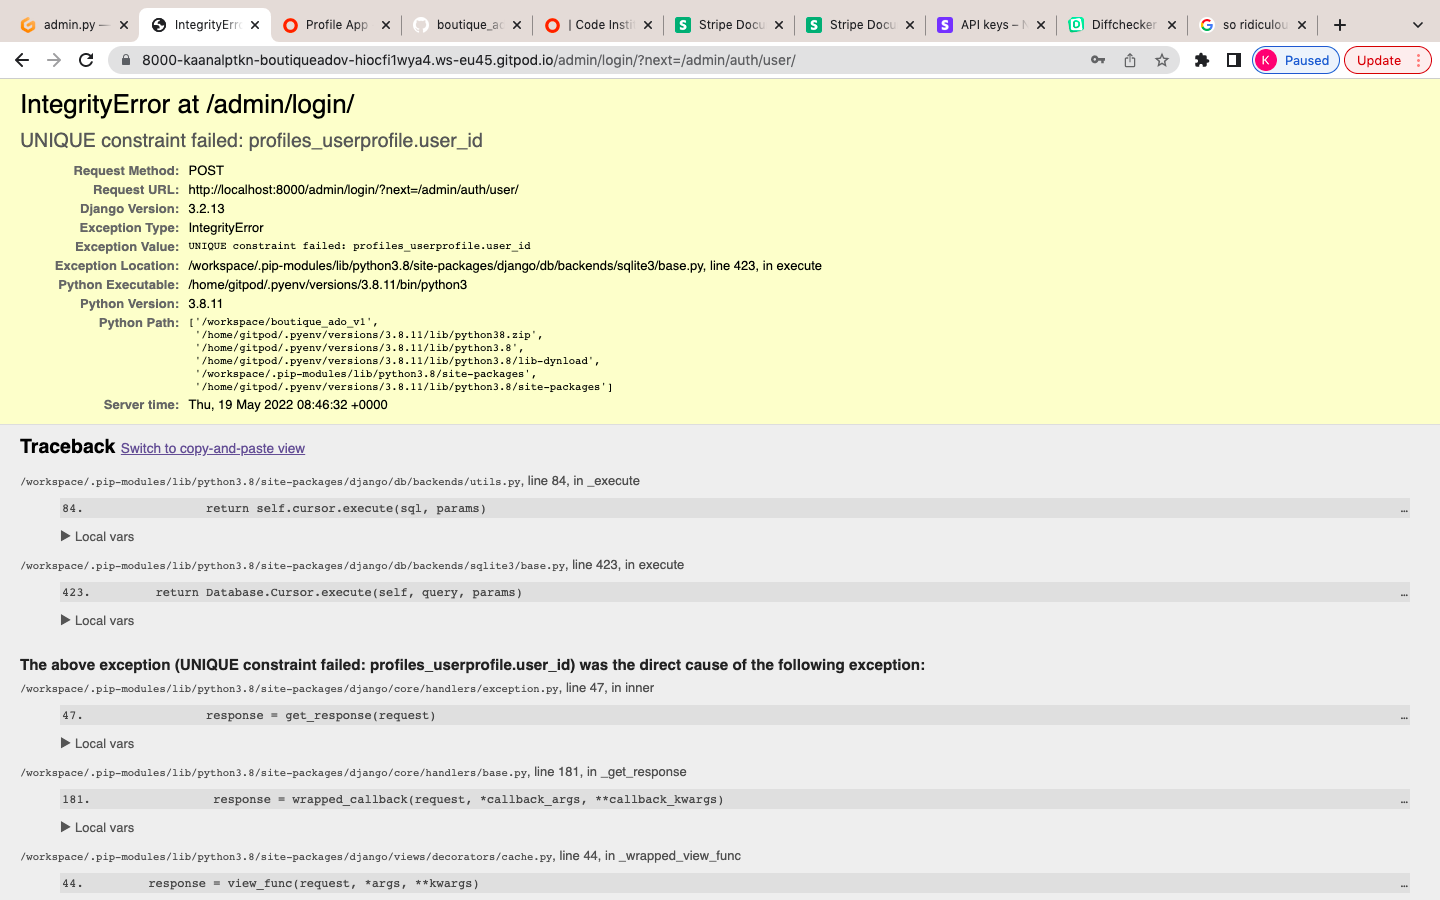 admin.py —
IntegrityErr
Profile App
boutique_ad
| Code Insti
Stripe Docu
Stripe Docu
API keys – N
Diffchecker
so ridiculou
8000-kaanalptkn-boutiqueadov-hiocfi1wya4.ws-eu45.gitpod.io/admin/login/?next=/admin/auth/user/
K Paused
Update
IntegrityError at /admin/login/
UNIQUE constraint failed: profiles_userprofile.user_id
Request Method: POST
Request URL: http://localhost:8000/admin/login/?next=/admin/auth/user/
Django Version: 3.2.13
Exception Type: IntegrityError
Exception Value: UNIQUE constraint failed: profiles_userprofile.user_id
Exception Location: /workspace/.pip-modules/lib/python3.8/site-packages/django/db/backends/sqlite3/base.py, line 423, in execute
Python Executable: /home/gitpod/.pyenv/versions/3.8.11/bin/python3
Python Version: 3.8.11
Python Path: ['/workspace/boutique_ado_v1',
'/home/gitpod/.pyenv/versions/3.8.11/lib/python38.zip',
'/home/gitpod/.pyenv/versions/3.8.11/lib/python3.8',
'/home/gitpod/.pyenv/versions/3.8.11/lib/python3.8/lib-dynload',
'/workspace/.pip-modules/lib/python3.8/site-packages',
'/home/gitpod/.pyenv/versions/3.8.11/lib/python3.8/site-packages']
Server time: Thu, 19 May 2022 08:46:32 +0000
Traceback Switch to copy-and-paste view
/workspace/.pip-modules/lib/python3.8/site-packages/django/db/backends/utils.py, line 84, in _execute
84. return self.cursor.execute(sql, params) …
▶ Local vars
/workspace/.pip-modules/lib/python3.8/site-packages/django/db/backends/sqlite3/base.py, line 423, in execute
423. return Database.Cursor.execute(self, query, params) …
▶ Local vars
The above exception (UNIQUE constraint failed: profiles_userprofile.user_id) was the direct cause of the following exception:
/workspace/.pip-modules/lib/python3.8/site-packages/django/core/handlers/exception.py, line 47, in inner
47. response = get_response(request) …
▶ Local vars
/workspace/.pip-modules/lib/python3.8/site-packages/django/core/handlers/base.py, line 181, in _get_response
181. response = wrapped_callback(request, *callback_args, **callback_kwargs) …
▶ Local vars
/workspace/.pip-modules/lib/python3.8/site-packages/django/views/decorators/cache.py, line 44, in _wrapped_view_func
44. response = view_func(request, *args, **kwargs) …